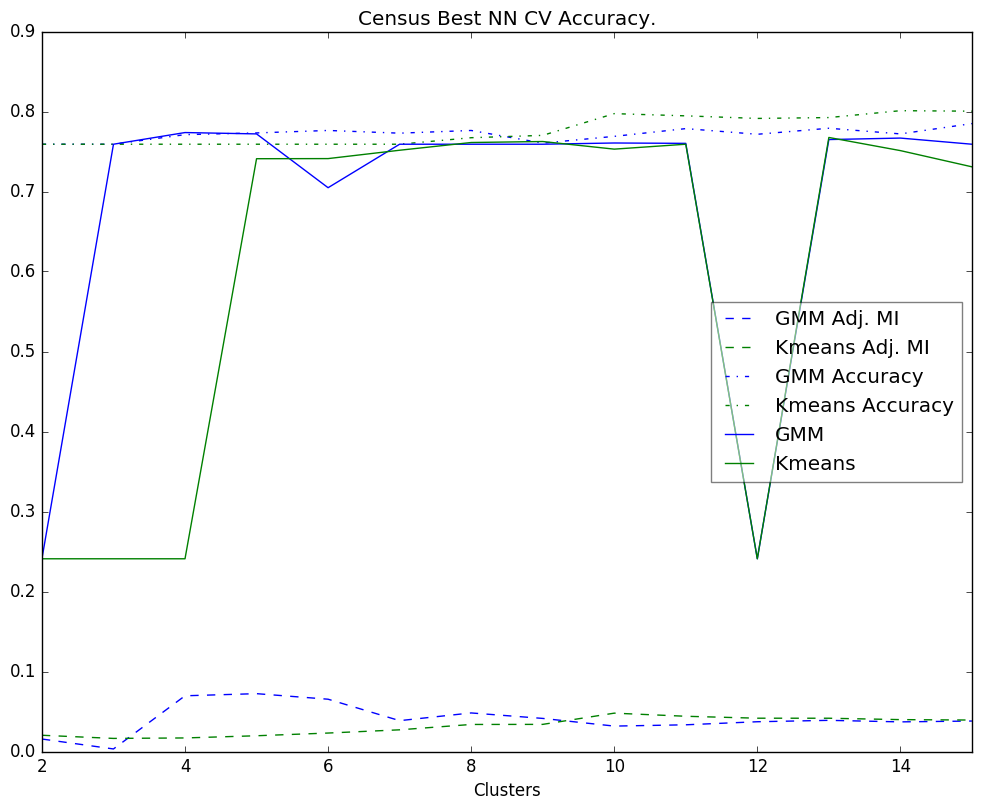 Census Best NN CV Accuracy.
0.9
0.8
0.7
0.6
0.5
0.4
0.3
0.2
0.1
0.0
GMM Adj. MI
Kmeans Adj. MI
GMM Accuracy
Kmeans Accuracy
GMM
Kmeans
2 4 6 8 10 12 14
Clusters